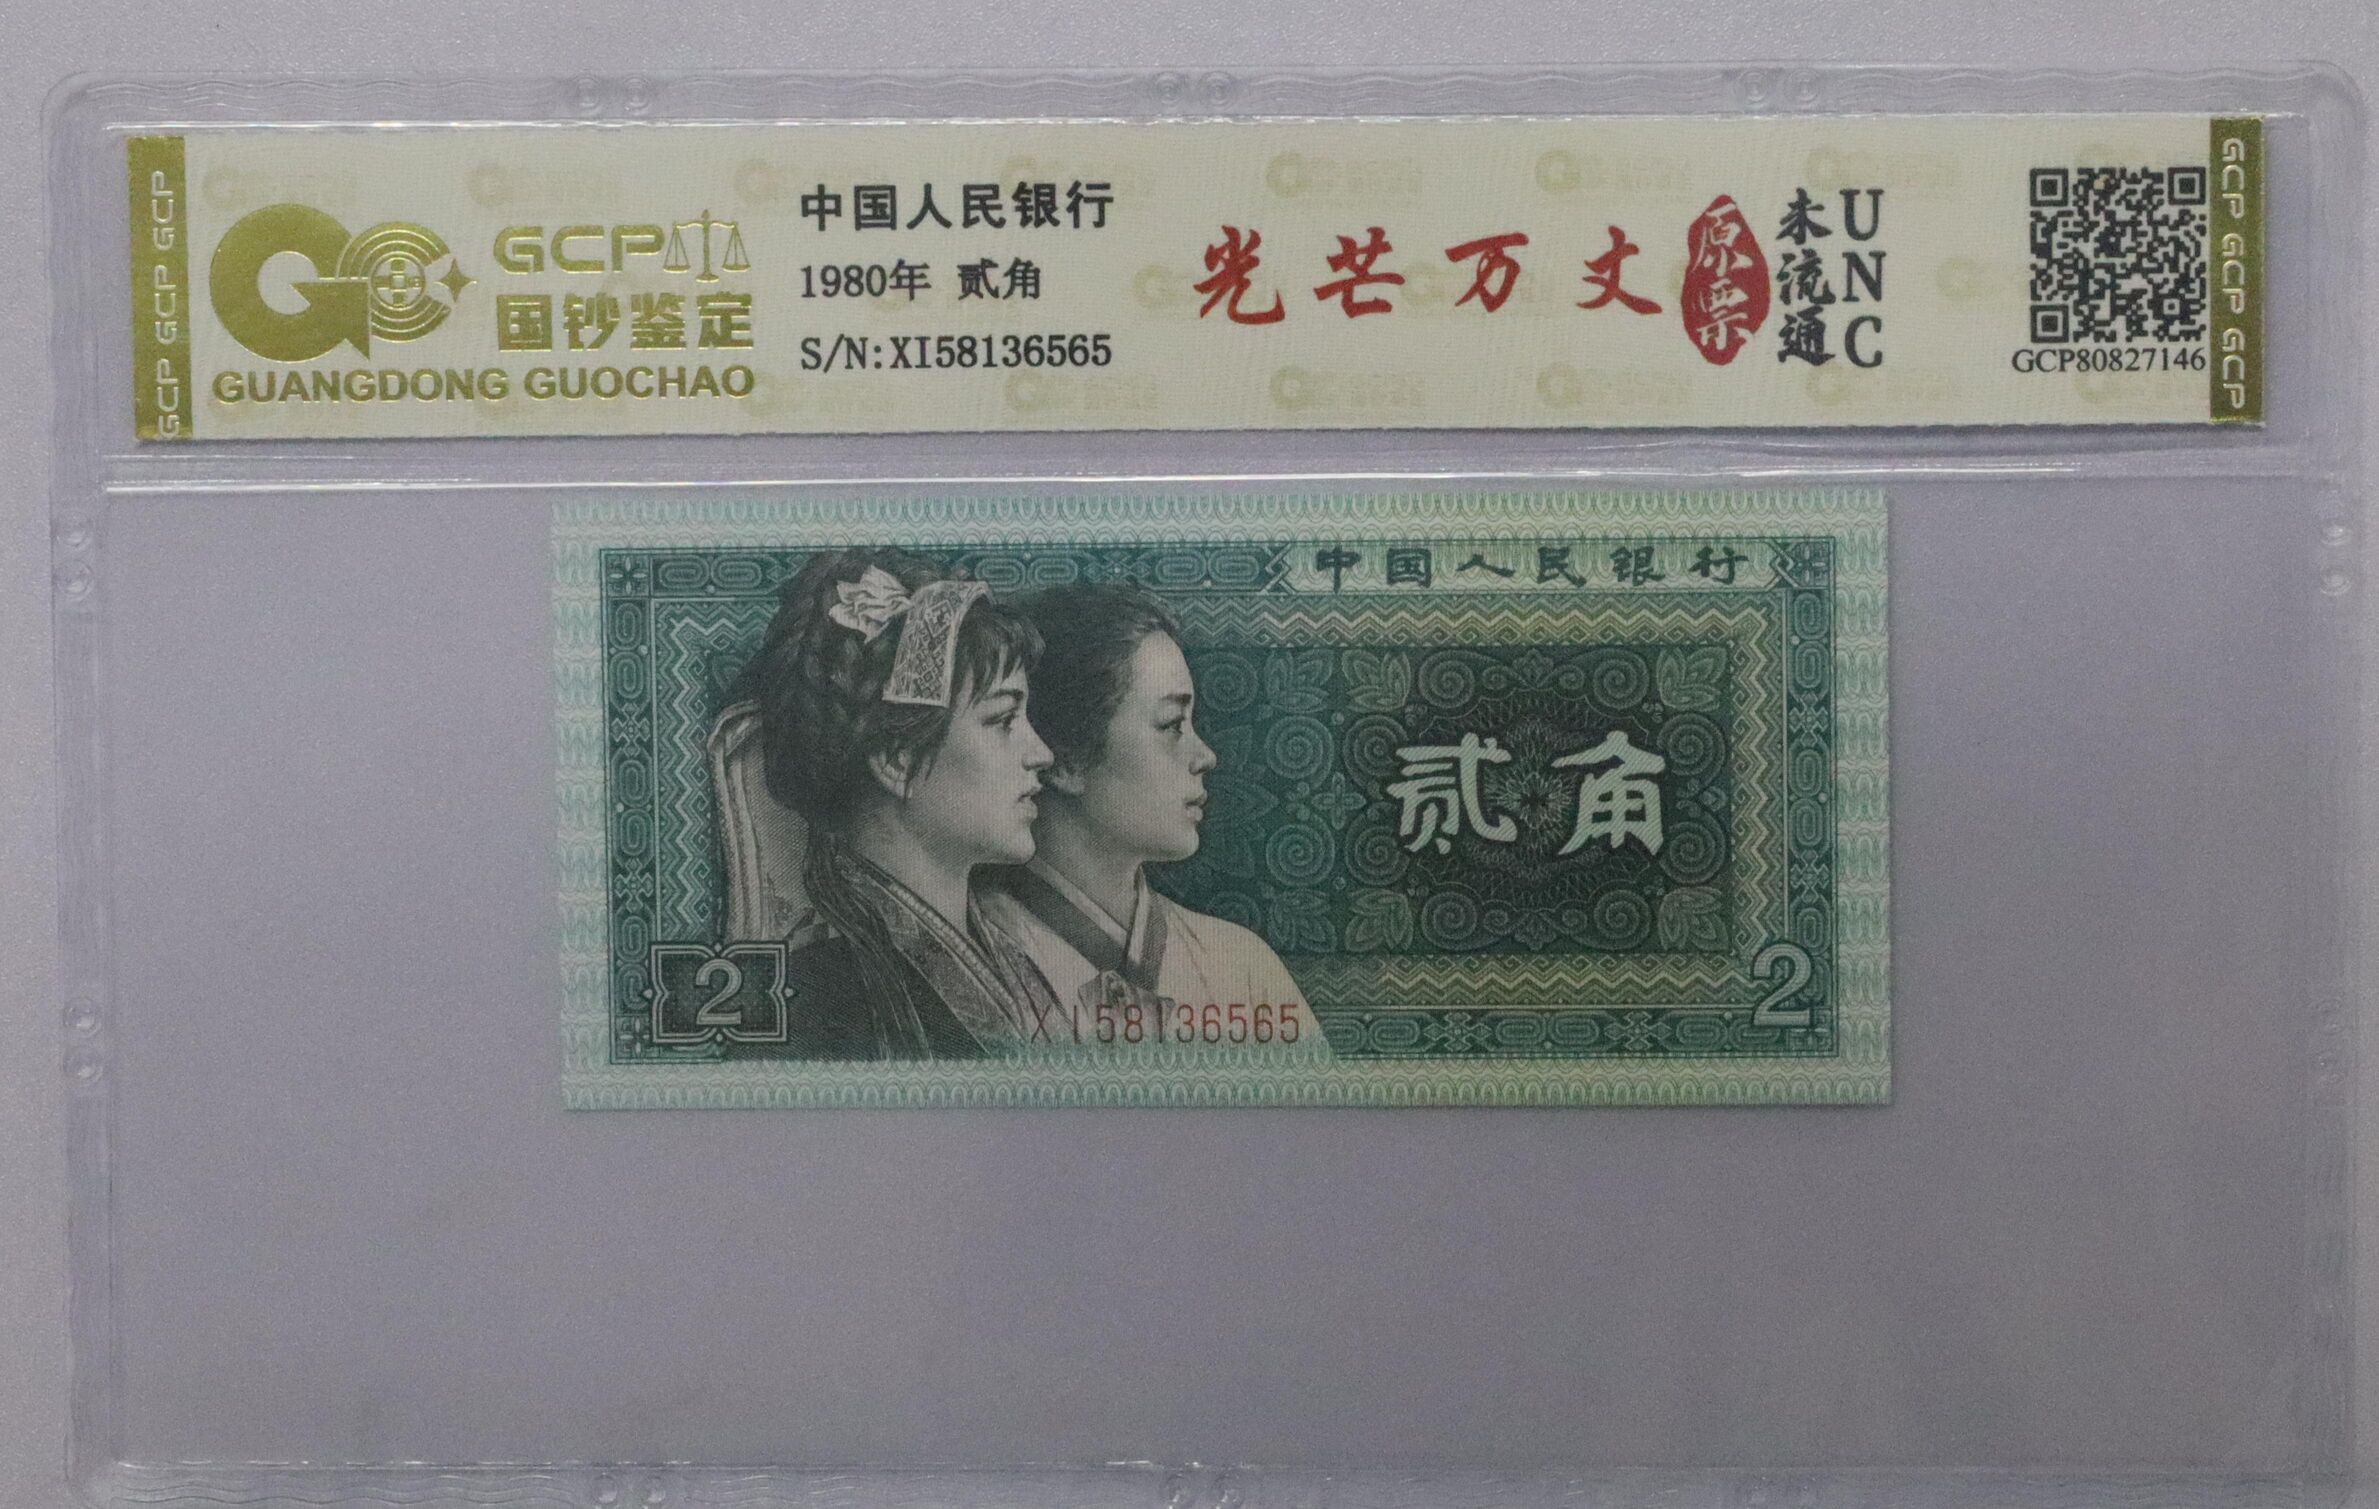 GCP GCP GCP
GCP
国钞鉴定
GUANGDONG GUOCHAO
中国人民银行
1980年 贰角
S/N:XI58136565
光芒万丈
原票
未流通
UNC
GCP80827146
GCP GCP GCP
中国人民银行
贰角
2
2
XI58136565